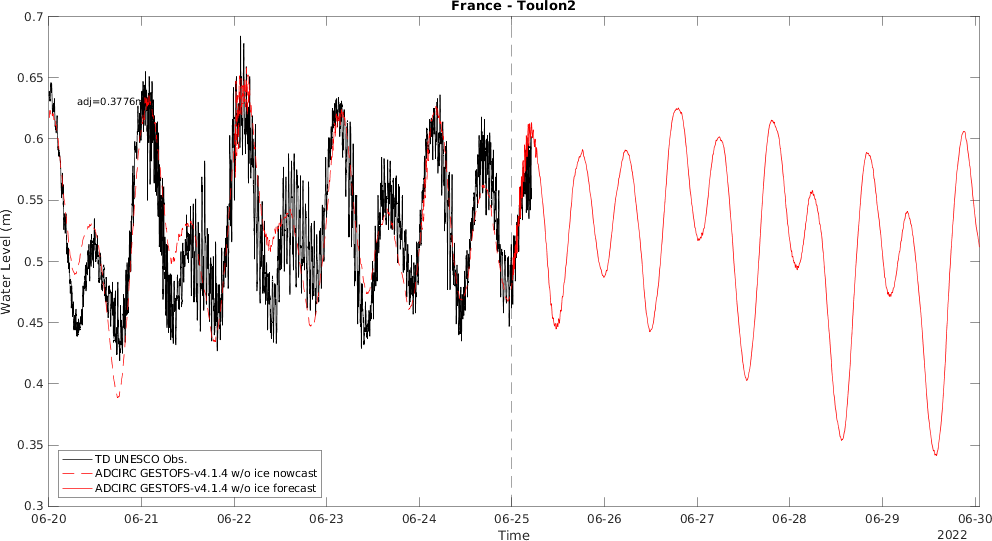 France - Toulon2
0.7
0.65
0.6
0.55
0.5
0.45
0.4
0.35
0.3
Water Level (m)
adj=0.3776m
TD UNESCO Obs.
ADCIRC GESTOFS-v4.1.4 w/o ice nowcast
ADCIRC GESTOFS-v4.1.4 w/o ice forecast
06-20 06-21 06-22 06-23 06-24 06-25 06-26 06-27 06-28 06-29 06-30
Time
2022